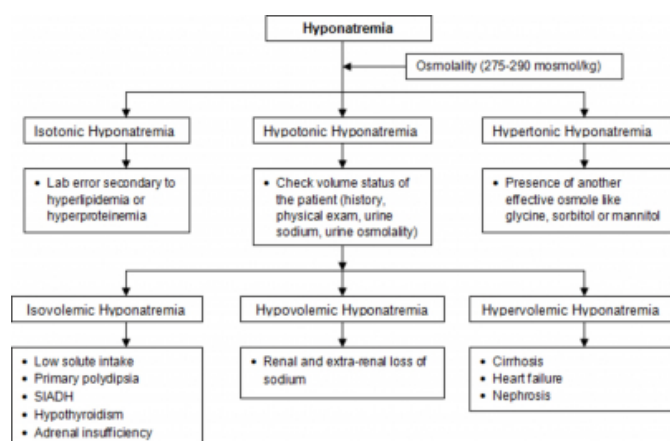 Hyponatremia
Osmolality (275-290 mosmol/kg)
Isotonic Hyponatremia
Hypotonic Hyponatremia
Hypertonic Hyponatremia
• Lab error secondary to
hyperlipidemia or
hyperproteinemia
• Check volume status of
the patient (history,
physical exam, urine
sodium, urine osmolality)
• Presence of another
effective osmole like
glycine, sorbitol or mannitol
Isovolemic Hyponatremia
Hypovolemic Hyponatremia
Hypervolemic Hyponatremia
• Low solute intake
• Primary polydipsia
• SIADH
• Hypothyroidism
• Adrenal insufficiency
• Renal and extra-renal loss of
sodium
• Cirrhosis
• Heart failure
• Nephrosis